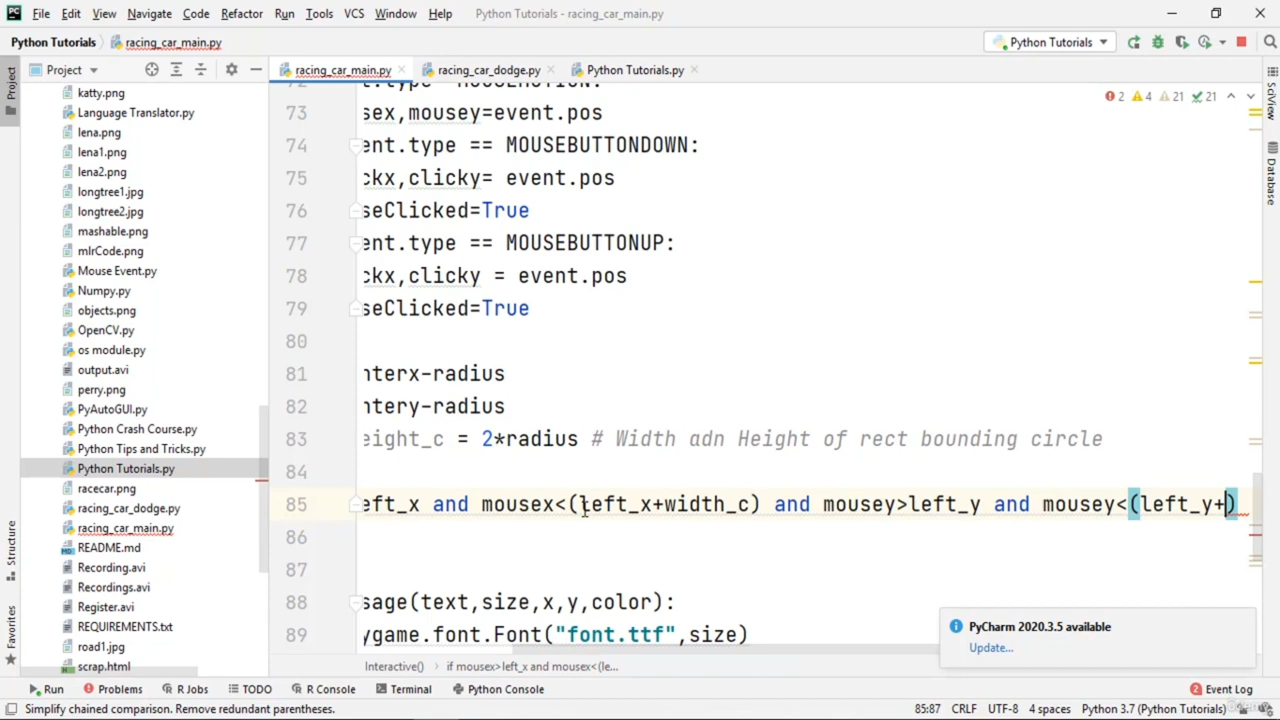 File Edit View Navigate Code Refactor Run Tools VCS Window Help Python Tutorials - racing_car_main.py
Python Tutorials racing_car_main.py Python Tutorials
Project racing_car_main.py racing_car_dodge.py Python Tutorials.py
Project
Structure
Favorites
SciView
Database
katty.png
Language Translator.py
lena.png
lena1.png
lena2.png
longtree1.jpg
longtree2.jpg
mashable.png
mlrCode.png
Mouse Event.py
Numpy.py
objects.png
OpenCV.py
os module.py
output.avi
perry.png
PyAutoGUI.py
Python Crash Course.py
Python Tips and Tricks.py
Python Tutorials.py
racecar.png
racing_car_dodge.py
racing_car_main.py
README.md
Recording.avi
Recordings.avi
Register.avi
REQUIREMENTS.txt
road1.jpg
scrap.html
2 4 21 21
73 sex,mousey=event.pos
74 ent.type == MOUSEBUTTONDOWN:
75 ckx,clicky= event.pos
76 seClicked=True
77 ent.type == MOUSEBUTTONUP:
78 ckx,clicky = event.pos
79 seClicked=True
80
81 nterx-radius
82 ntery-radius
83 eight_c = 2*radius # Width adn Height of rect bounding circle
84
85 eft_x and mousex<(left_x+width_c) and mousey>left_y and mousey<(left_y+)
86
87
88 sage(text,size,x,y,color):
89 ygame.font.Font("font.ttf",size)
PyCharm 2020.3.5 available
Update...
Interactive() if mousex>left_x and mousex<(le...
Run Problems R Jobs TODO R Console Terminal Python Console Event Log
Simplify chained comparison. Remove redundant parentheses. 85:87 CRLF UTF-8 4 spaces Python 3.7 (Python Tutorials)